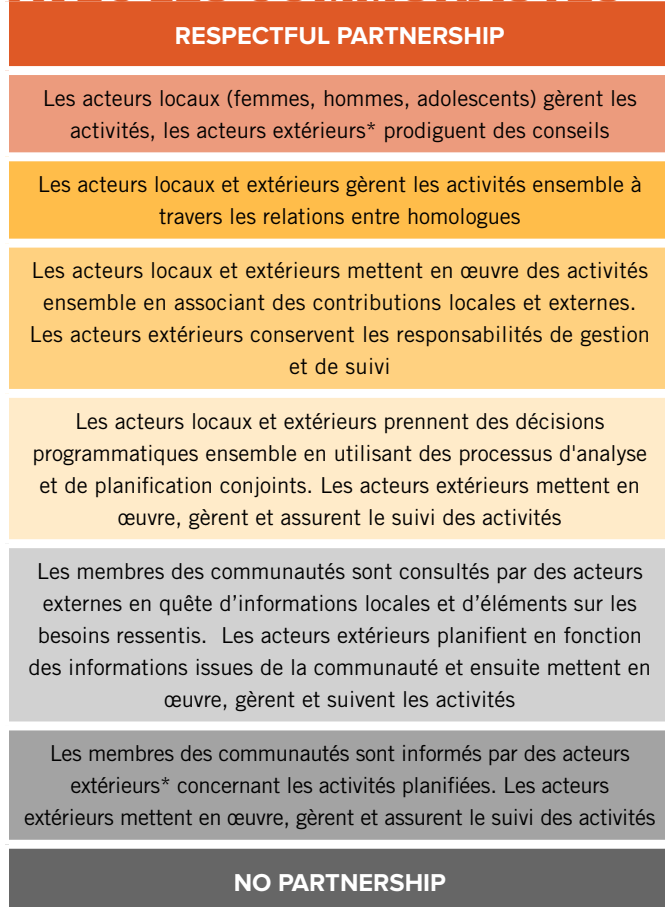 RESPECTFUL PARTNERSHIP
Les acteurs locaux (femmes, hommes, adolescents) gèrent les
activités, les acteurs extérieurs* prodiguent des conseils
Les acteurs locaux et extérieurs gèrent les activités ensemble à
travers les relations entre homologues
Les acteurs locaux et extérieurs mettent en œuvre des activités
ensemble en associant des contributions locales et externes.
Les acteurs extérieurs conservent les responsabilités de gestion
et de suivi
Les acteurs locaux et extérieurs prennent des décisions
programmatiques ensemble en utilisant des processus d'analyse
et de planification conjoints. Les acteurs extérieurs mettent en
œuvre, gèrent et assurent le suivi des activités
Les membres des communautés sont consultés par des acteurs
externes en quête d’informations locales et d’éléments sur les
besoins ressentis. Les acteurs extérieurs planifient en fonction
des informations issues de la communauté et ensuite mettent en
œuvre, gèrent et suivent les activités
Les membres des communautés sont informés par des acteurs
extérieurs* concernant les activités planifiées. Les acteurs
extérieurs mettent en œuvre, gèrent et assurent le suivi des activités
NO PARTNERSHIP